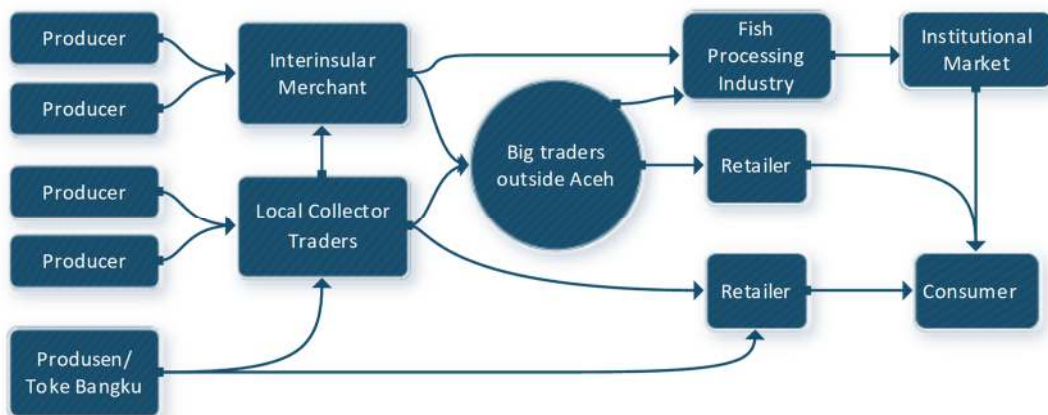 Producer
Producer
Producer
Producer
Produsen/
Toke Bangku
Interinsular
Merchant
Local Collector
Traders
Big traders
outside Aceh
Fish
Processing
Industry
Retailer
Retailer
Institutional
Market
Consumer